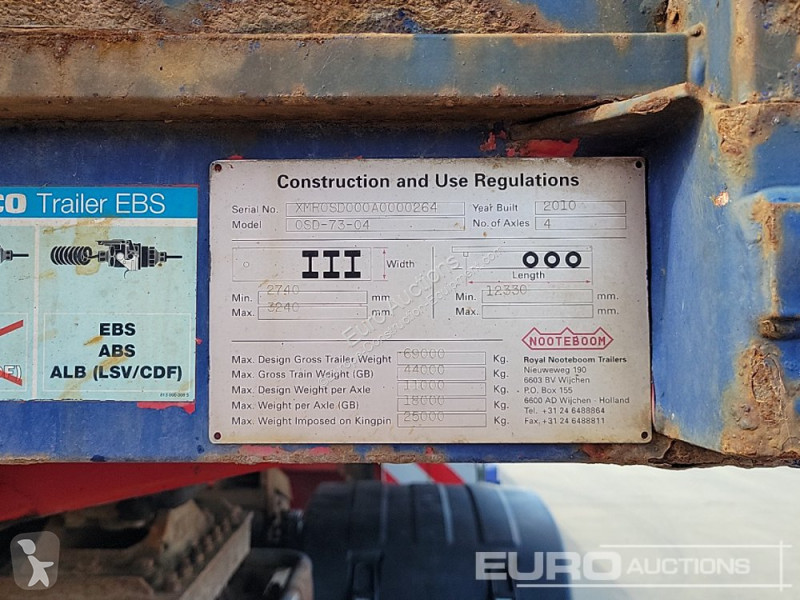 CO Trailer EBS
EBS
ABS
ALB (LSV/CDF)
Construction and Use Regulations
Serial No. XMR0SD000A0000264 Year Built 2010
Model OSD-73-04 No. of Axles 4
Width
Length
Min. 2740 mm Min. 12330 mm.
Max. 3240 mm Max. mm.
NOOTEBOOM
Max. Design Gross Trailer Weight 69000 Kg.
Max. Gross Train Weight (GB) 44000 Kg.
Max. Design Weight per Axle 11000 Kg.
Max. Weight per Axle (GB) 18000 Kg.
Max. Weight Imposed on Kingpin 25000 Kg.
Royal Nooteboom Trailers
Nieuweweg 190
6603 BV Wijchen
P.O. Box 155
6600 AD Wijchen - Holland
Tel. +31 24 6488864
Fax. +31 24 6488811
Euro Auctions
EURO AUCTIONS